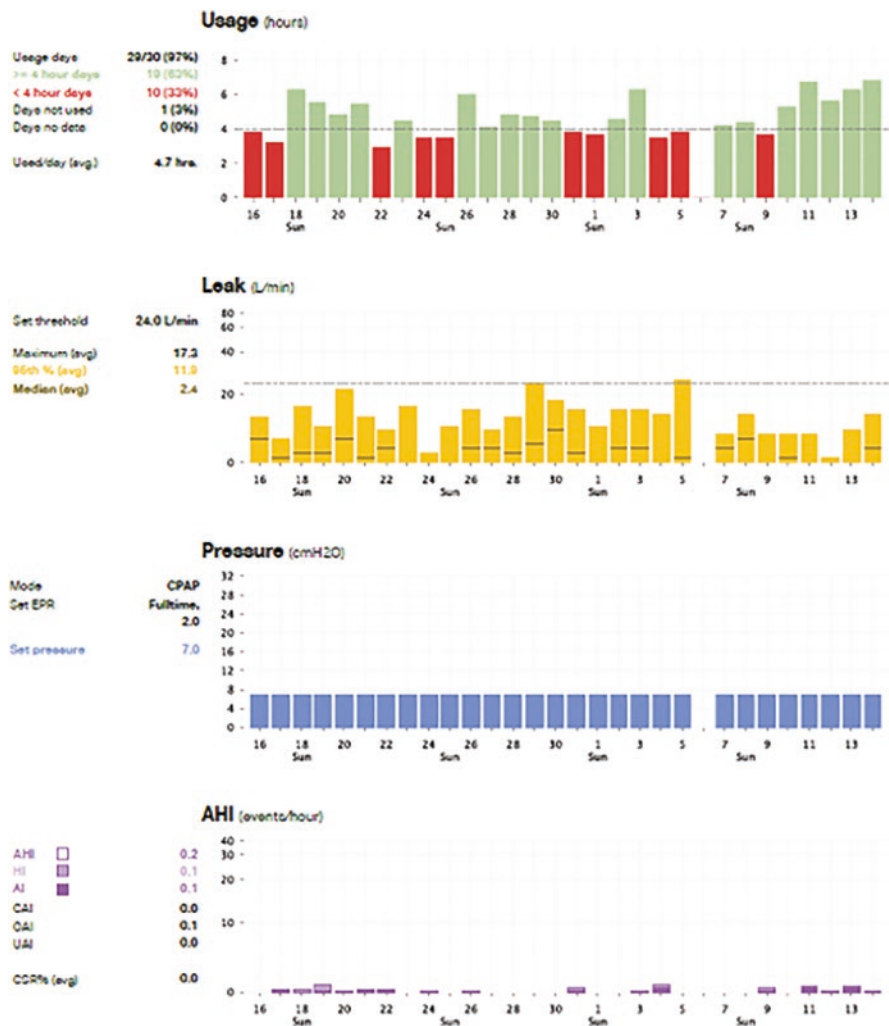 Usage (hours)
Usage days 29/30 (97%)
>= 4 hour days 19 (63%)
< 4 hour days 10 (33%)
Days not used 1 (3%)
Days no data 0 (0%)
Used/day (avg.) 4.7 hrs.
8
6
4
2
0
16 18 20 22 24 26 28 30 1 3 5 7 9 11 13
Sun Sun Sun Sun Sun
Leak (L/min)
Set threshold 24.0 L/min
Maximum (avg) 17.3
95th % (avg) 11.9
Median (avg) 2.4
80
60
40
20
0
16 18 20 22 24 26 28 30 1 3 5 7 9 11 13
Sun Sun Sun Sun Sun
Pressure (cmH2O)
Mode CPAP
Set EPR Fulltime,
2.0
Set pressure 7.0
32
28
24
20
16
12
8
4
0
16 18 20 22 24 26 28 30 1 3 5 7 9 11 13
Sun Sun Sun Sun Sun
AHI (events/hour)
AHI 0.2
HI 0.1
AI 0.1
CAI 0.0
OAI 0.1
UAI 0.0
CSR% (avg) 0.0
40
30
20
10
0
16 18 20 22 24 26 28 30 1 3 5 7 9 11 13
Sun Sun Sun Sun Sun